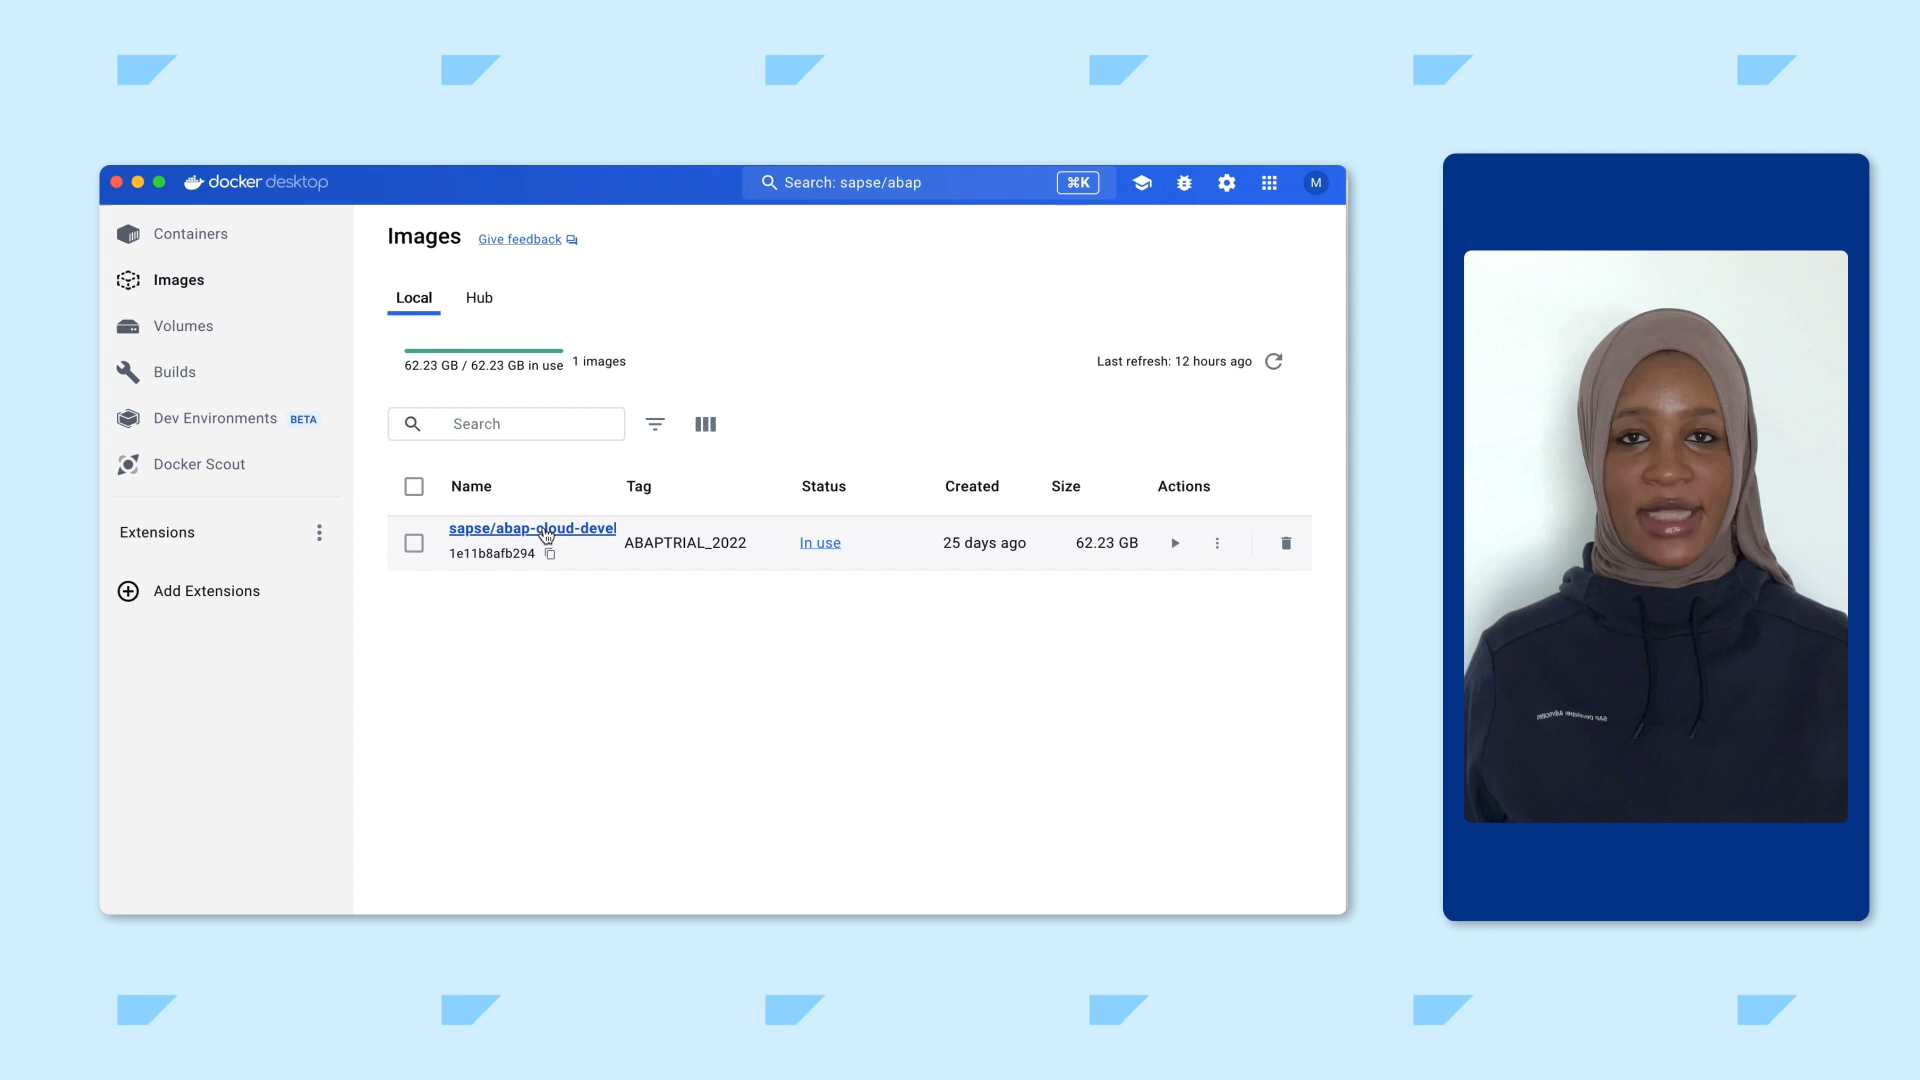 docker desktop
Search: sapse/abap
⌘K
M
Containers
Images
Volumes
Builds
Dev Environments BETA
Docker Scout
Extensions
Add Extensions
Images Give feedback
Local Hub
62.23 GB / 62.23 GB in use 1 images
Last refresh: 12 hours ago
Search
Name Tag Status Created Size Actions
sapse/abap-cloud-devel
1e11b8afb294
ABAPTRIAL_2022 In use 25 days ago 62.23 GB
SAP Developer Advocates